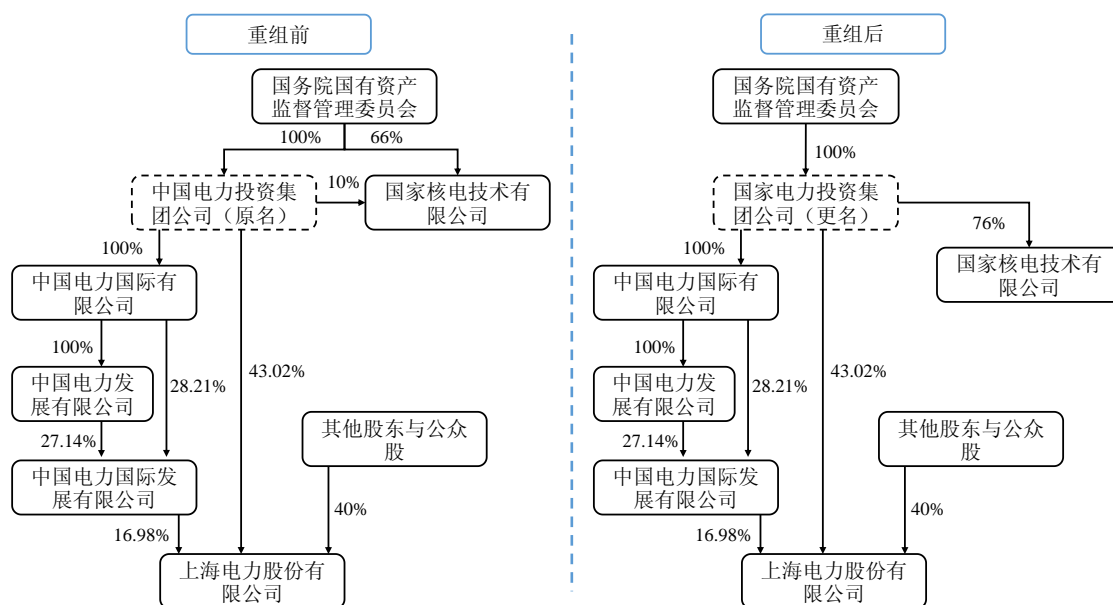 重组前
国务院国有资产
监督管理委员会
100%
66%
中国电力投资集
团公司（原名）
10%
国家核电技术有
限公司
100%
中国电力国际有
限公司
100%
28.21%
43.02%
中国电力发
展有限公司
27.14%
其他股东与公众
股
中国电力国际发
展有限公司
16.98%
40%
上海电力股份有
限公司
重组后
国务院国有资产
监督管理委员会
100%
国家电力投资集
团公司（更名）
76%
国家核电技术有
限公司
100%
中国电力国际有
限公司
100%
28.21%
43.02%
中国电力发
展有限公司
27.14%
其他股东与公众
股
中国电力国际发
展有限公司
16.98%
40%
上海电力股份有
限公司